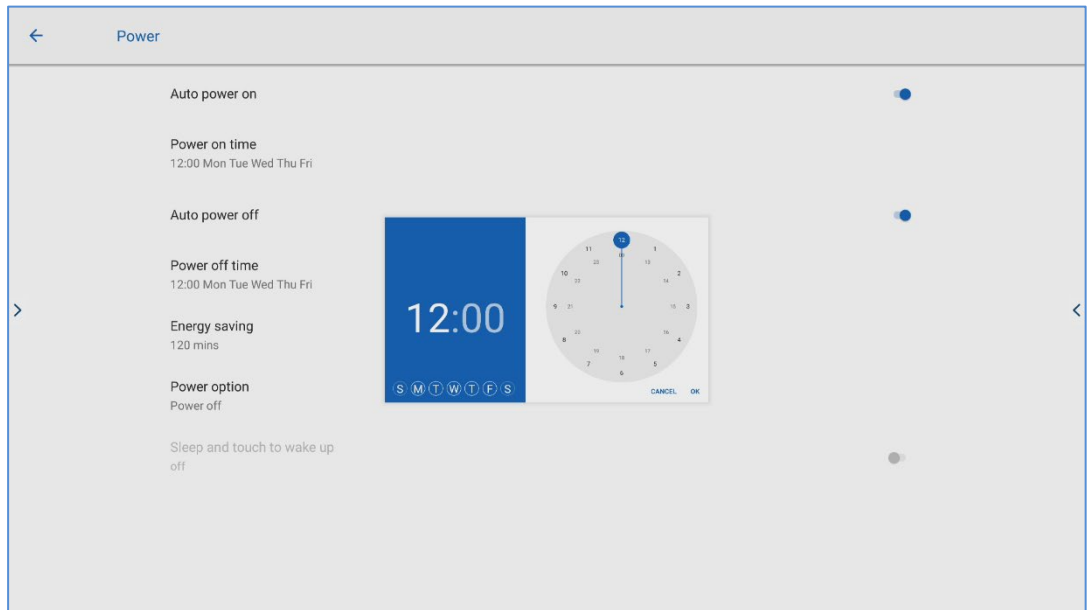 Power
Auto power on
Power on time
12:00 Mon Tue Wed Thu Fri
Auto power off
Power off time
12:00 Mon Tue Wed Thu Fri
Energy saving
120 mins
Power option
Power off
Sleep and touch to wake up
off
12:00
S M T W T F S
12
11 1
10 2
9 3
8 4
7 5
6
CANCEL OK